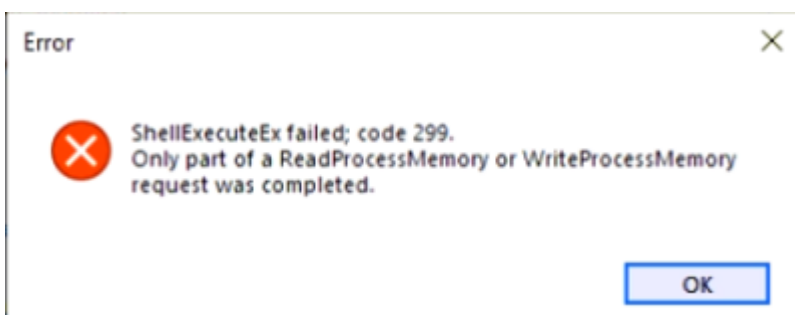 Error
ShellExecuteEx failed; code 299.
Only part of a ReadProcessMemory or WriteProcessMemory
request was completed.
OK